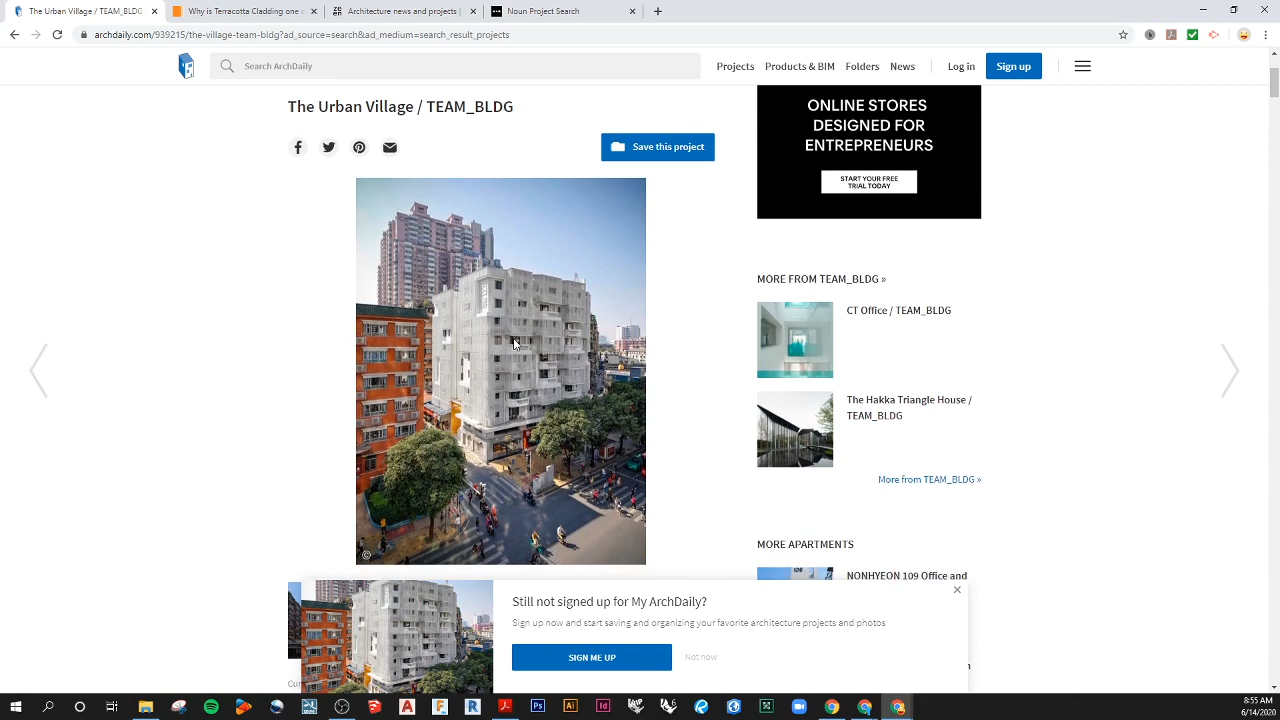 The Urban Village / TEAM_BLDG
Why is Terracotta Cladding one o
Architecture news and projects |
Noun Project Search
archdaily.com/939215/the-village-team-bldg?ad_source=search&ad_medium=search_result_projects
Search ArchDaily
Projects Products & BIM Folders News Log in Sign up
The Urban Village / TEAM_BLDG
Save this project
ONLINE STORES
DESIGNED FOR
ENTREPRENEURS
START YOUR FREE
TRIAL TODAY
MORE FROM TEAM_BLDG »
CT Office / TEAM_BLDG
The Hakka Triangle House /
TEAM_BLDG
More from TEAM_BLDG »
MORE APARTMENTS
NONHYEON 109 Office and
©
Still not signed up for My ArchDaily?
Sign up now and start saving and organizing your favorite architecture projects and photos
SIGN ME UP Not now
8:55 AM
6/14/2020